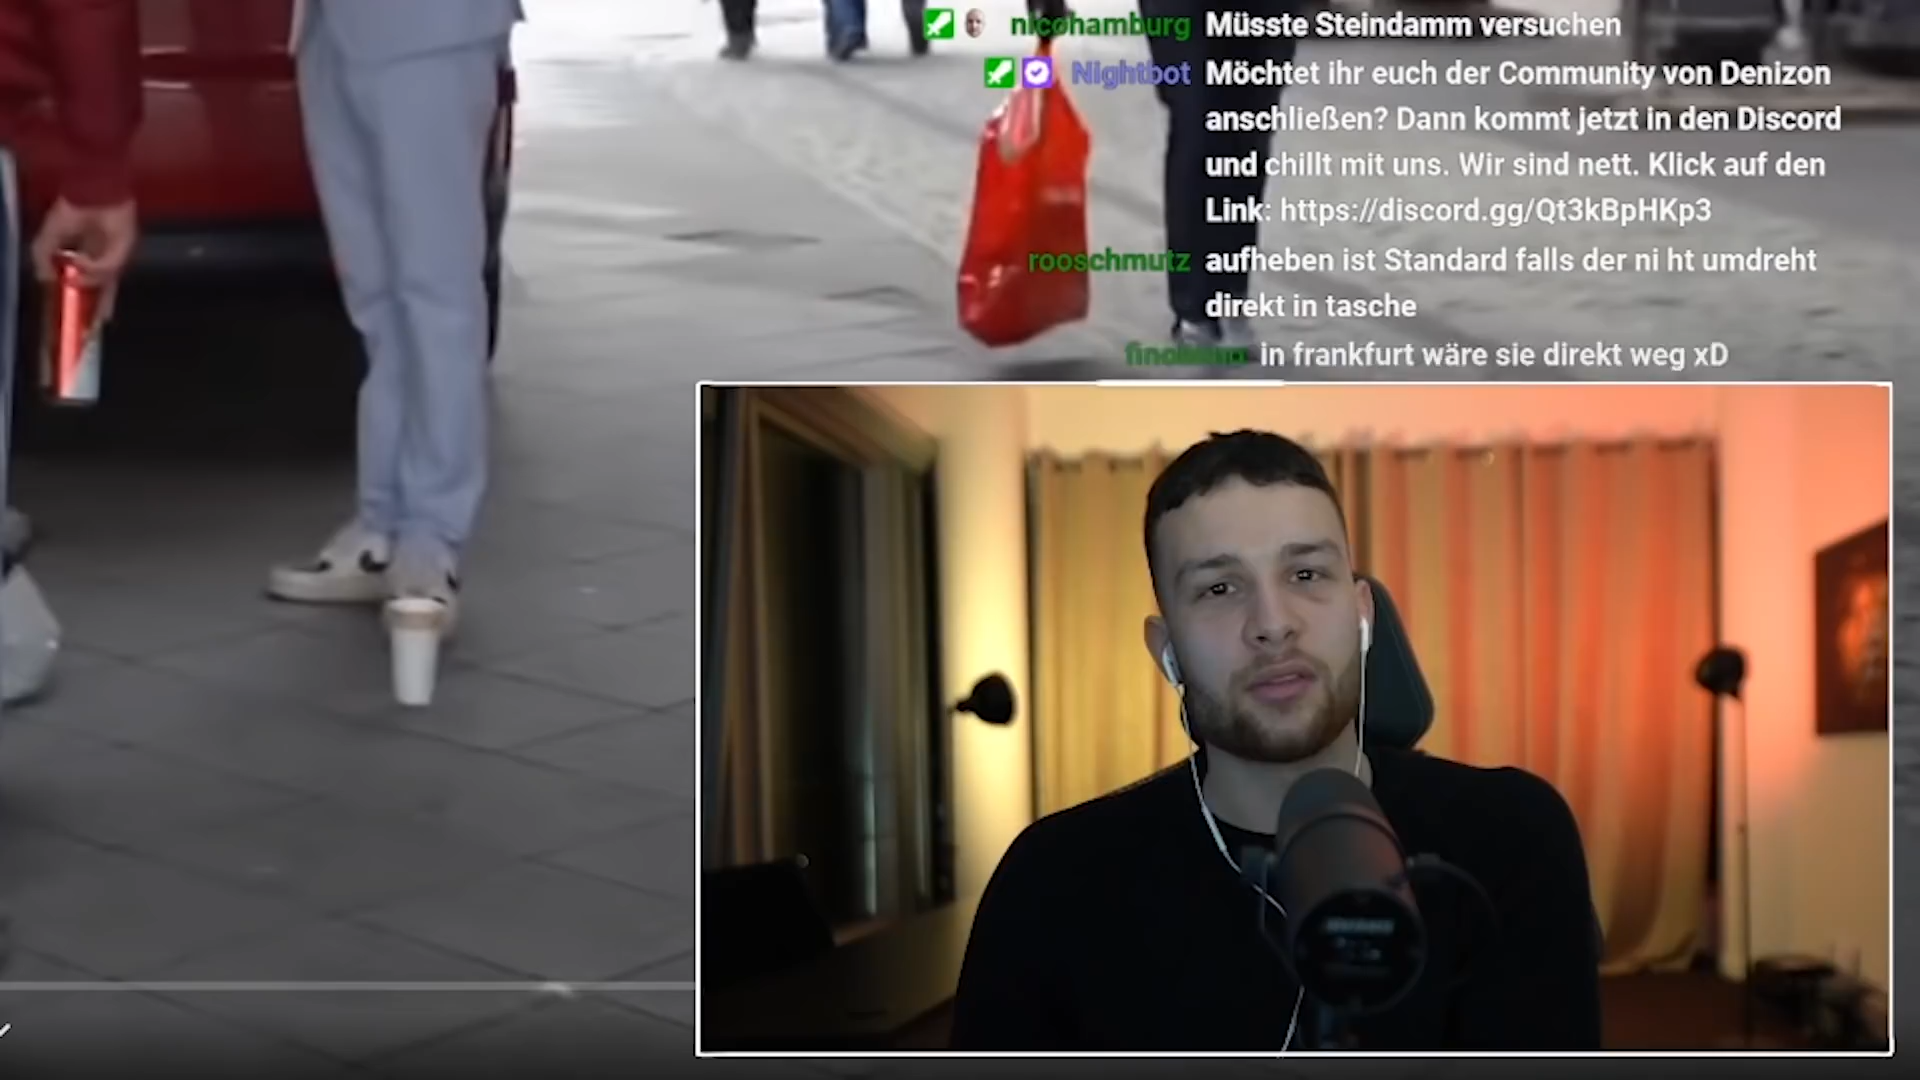 nicohamburg Müsste Steindamm versuchen
Nightbot Möchtet ihr euch der Community von Denizon
anschließen? Dann kommt jetzt in den Discord
und chillt mit uns. Wir sind nett. Klick auf den
Link: https://discord.gg/Qt3kBpHKp3
rooschmutz aufheben ist Standard falls der ni ht umdreht
direkt in tasche
in frankfurt wäre sie direkt weg xD